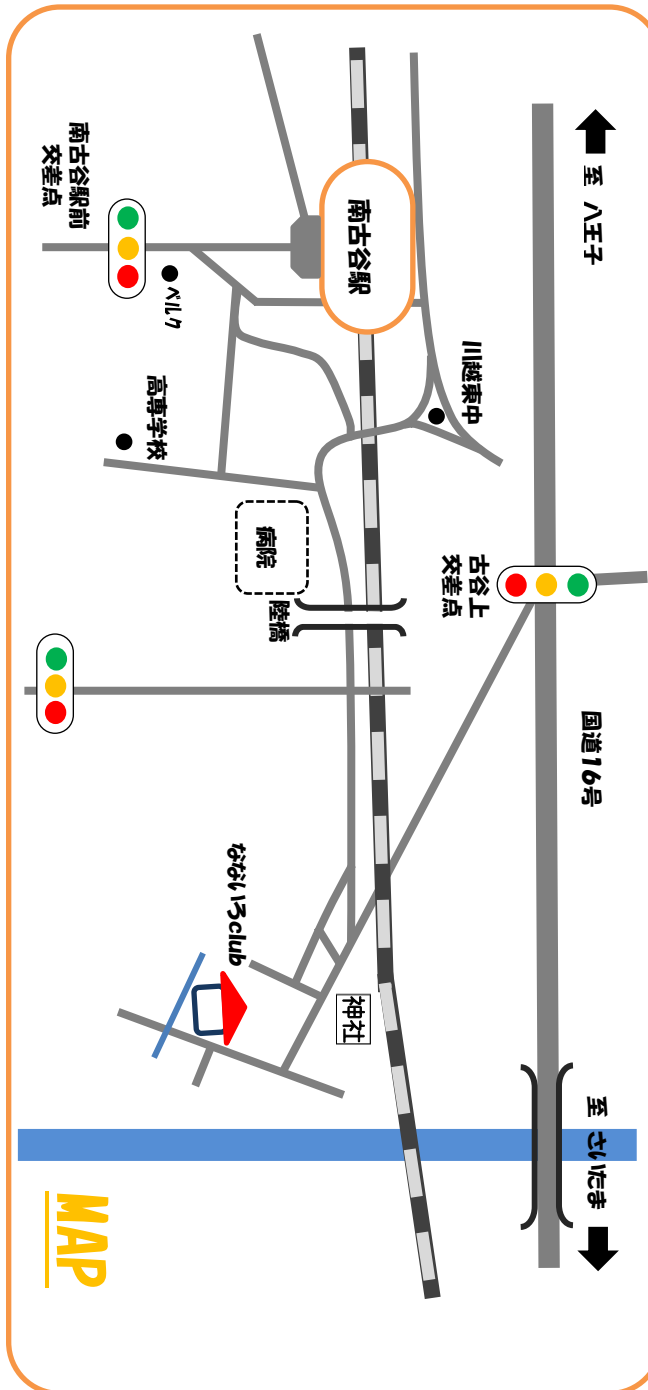 至 八王子
国道16号
至 さいたま
古谷上
交差点
川越東中
南古谷駅
南古谷駅前
交差点
ベルク
高専学校
病院
陸橋
なないろclub
神社
MAP